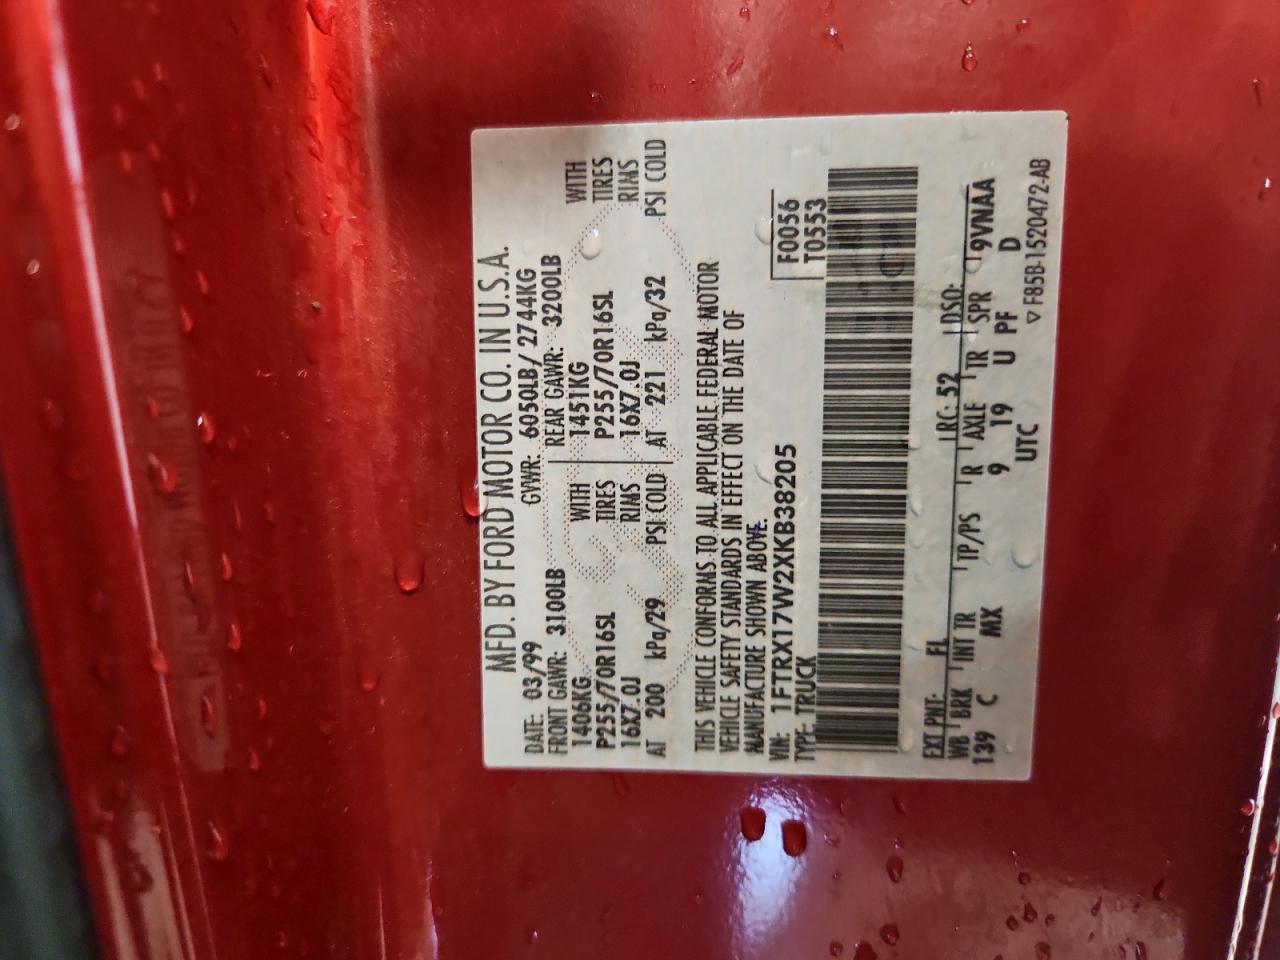 MFD. BY FORD MOTOR CO. IN U.S.A.
DATE: 03/99 GVWR: 6050LB/ 2744KG
FRONT GAWR: 3100LB REAR GAWR: 3200LB
1406KG WITH 1451KG WITH
P255/70R16SL TIRES P255/70R16SL TIRES
16X7.0J RIMS 16X7.0J RIMS
AT 200 kPa/29 PSI COLD AT 221 kPa/32 PSI COLD
THIS VEHICLE CONFORMS TO ALL APPLICABLE FEDERAL MOTOR
VEHICLE SAFETY STANDARDS IN EFFECT ON THE DATE OF
MANUFACTURE SHOWN ABOVE.
VIN: 1FTRX17W2XKB38205 F0056
TYPE: TRUCK T0553
EXT PNT: FL RC: 52 DSO:
WB BRK INT TR TP/PS R AXLE TR SPR 9VNAA
139 C MX 9 19 U PF D
UTC
▽ F85B-1520472-AB